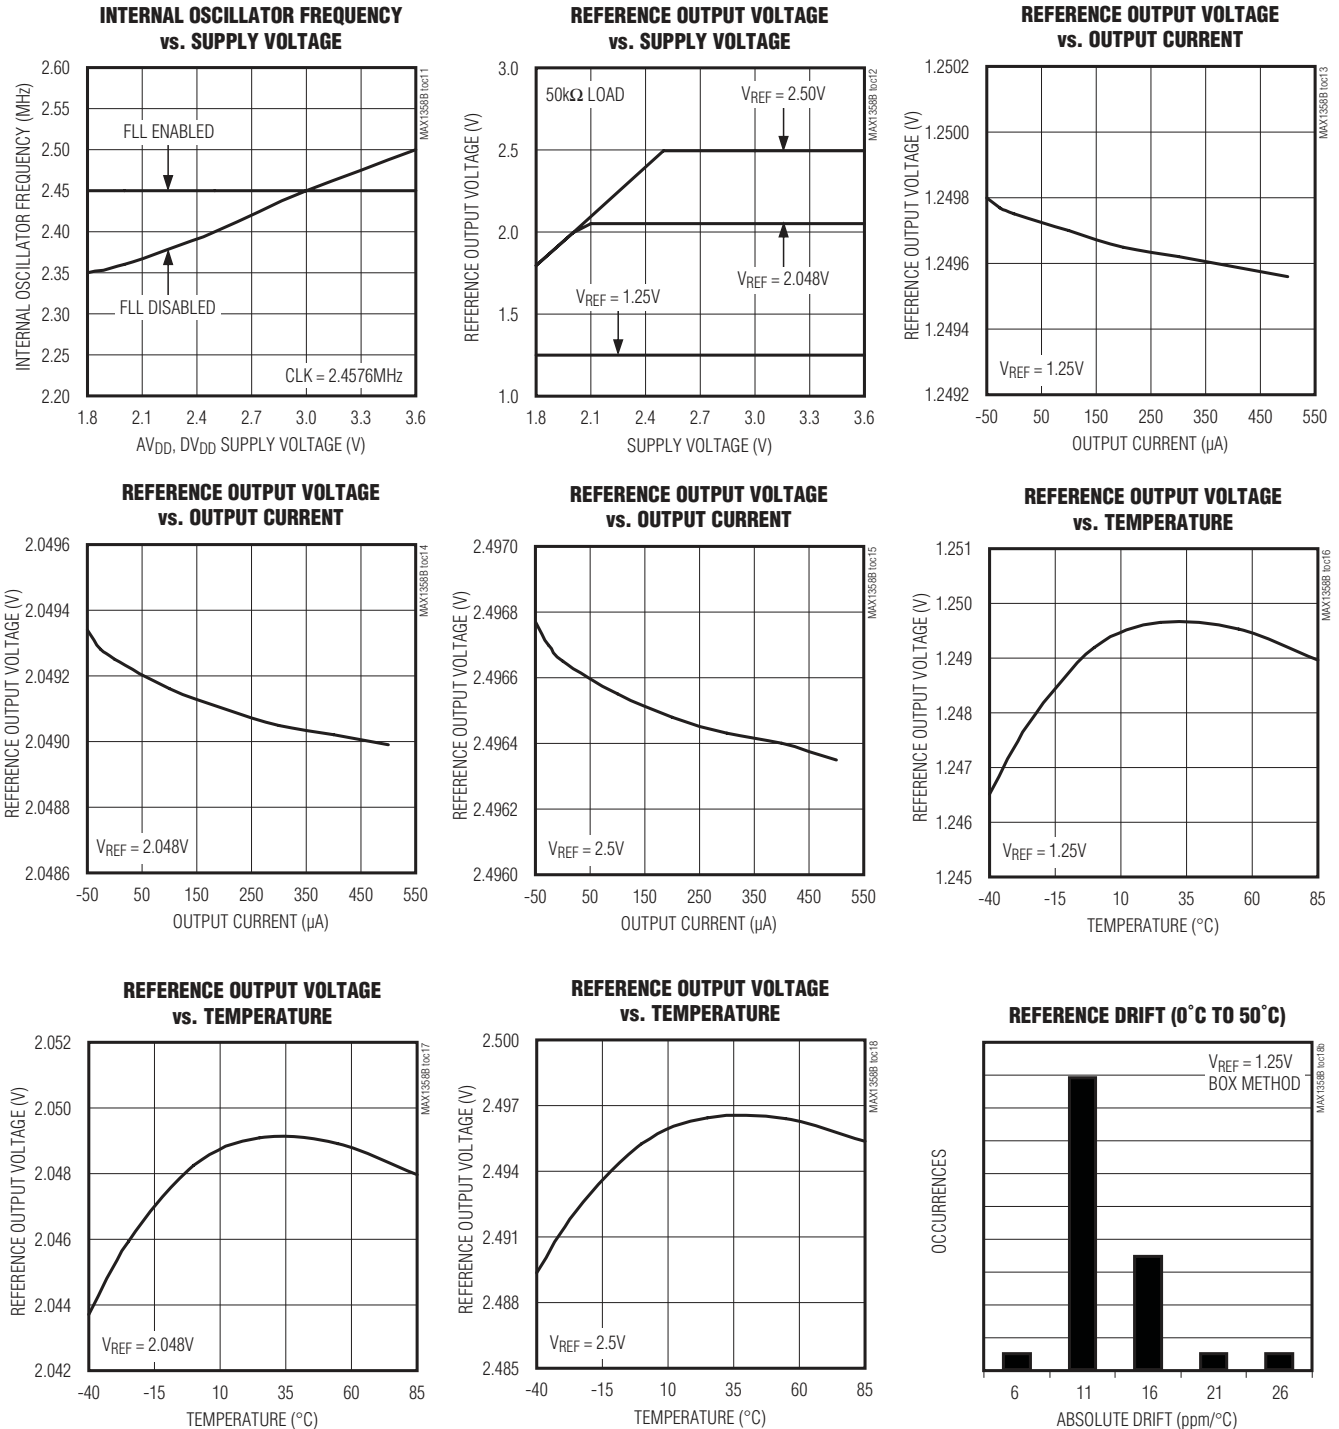 INTERNAL OSCILLATOR FREQUENCY
vs. SUPPLY VOLTAGE
INTERNAL OSCILLATOR FREQUENCY (MHz)
2.60
2.55
2.50
2.45
2.40
2.35
2.30
2.25
2.20
FLL ENABLED
FLL DISABLED
CLK = 2.4576MHz
MAX1358B toc11
1.8 2.1 2.4 2.7 3.0 3.3 3.6
AVDD, DVDD SUPPLY VOLTAGE (V)
REFERENCE OUTPUT VOLTAGE
vs. SUPPLY VOLTAGE
REFERENCE OUTPUT VOLTAGE (V)
3.0
2.5
2.0
1.5
1.0
50kΩ LOAD
VREF = 2.50V
VREF = 2.048V
VREF = 1.25V
MAX1358B toc12
1.8 2.1 2.4 2.7 3.0 3.3 3.6
SUPPLY VOLTAGE (V)
REFERENCE OUTPUT VOLTAGE
vs. OUTPUT CURRENT
REFERENCE OUTPUT VOLTAGE (V)
1.2502
1.2500
1.2498
1.2496
1.2494
1.2492
VREF = 1.25V
MAX1358B toc13
-50 50 150 250 350 450 550
OUTPUT CURRENT (µA)
REFERENCE OUTPUT VOLTAGE
vs. OUTPUT CURRENT
REFERENCE OUTPUT VOLTAGE (V)
2.0496
2.0494
2.0492
2.0490
2.0488
2.0486
VREF = 2.048V
MAX1358B toc14
-50 50 150 250 350 450 550
OUTPUT CURRENT (µA)
REFERENCE OUTPUT VOLTAGE
vs. OUTPUT CURRENT
REFERENCE OUTPUT VOLTAGE (V)
2.4970
2.4968
2.4966
2.4964
2.4962
2.4960
VREF = 2.5V
MAX1358B toc15
-50 50 150 250 350 450 550
OUTPUT CURRENT (µA)
REFERENCE OUTPUT VOLTAGE
vs. TEMPERATURE
REFERENCE OUTPUT VOLTAGE (V)
1.251
1.250
1.249
1.248
1.247
1.246
1.245
VREF = 1.25V
MAX1358B toc16
-40 -15 10 35 60 85
TEMPERATURE (°C)
REFERENCE OUTPUT VOLTAGE
vs. TEMPERATURE
REFERENCE OUTPUT VOLTAGE (V)
2.052
2.050
2.048
2.046
2.044
2.042
VREF = 2.048V
MAX1358B toc17
-40 -15 10 35 60 85
TEMPERATURE (°C)
REFERENCE OUTPUT VOLTAGE
vs. TEMPERATURE
REFERENCE OUTPUT VOLTAGE (V)
2.500
2.497
2.494
2.491
2.488
2.485
VREF = 2.5V
MAX1358B toc18
-40 -15 10 35 60 85
TEMPERATURE (°C)
REFERENCE DRIFT (0°C TO 50°C)
OCCURRENCES
VREF = 1.25V
BOX METHOD
MAX1358B toc18b
6 11 16 21 26
ABSOLUTE DRIFT (ppm/°C)